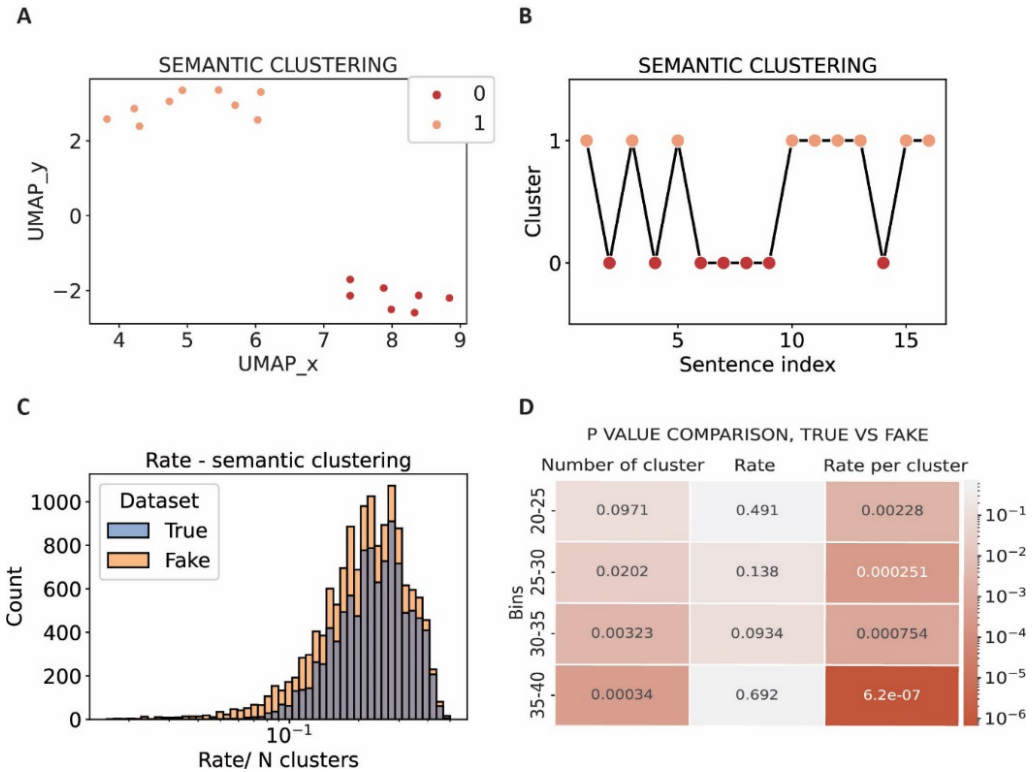 A
SEMANTIC CLUSTERING
0
1
2
0
−2
UMAP_y
4 5 6 7 8 9
UMAP_x
B
SEMANTIC CLUSTERING
1
0
Cluster
5 10 15
Sentence index
C
Rate - semantic clustering
Dataset
True
Fake
1000
800
600
400
200
0
Count
10⁻¹
Rate/ N clusters
D
P VALUE COMPARISON, TRUE VS FAKE
Number of cluster Rate Rate per cluster
Bins
20-25 0.0971 0.491 0.00228
25-30 0.0202 0.138 0.000251
30-35 0.00323 0.0934 0.000754
35-40 0.00034 0.692 6.2e-07
10⁻¹
10⁻²
10⁻³
10⁻⁴
10⁻⁵
10⁻⁶